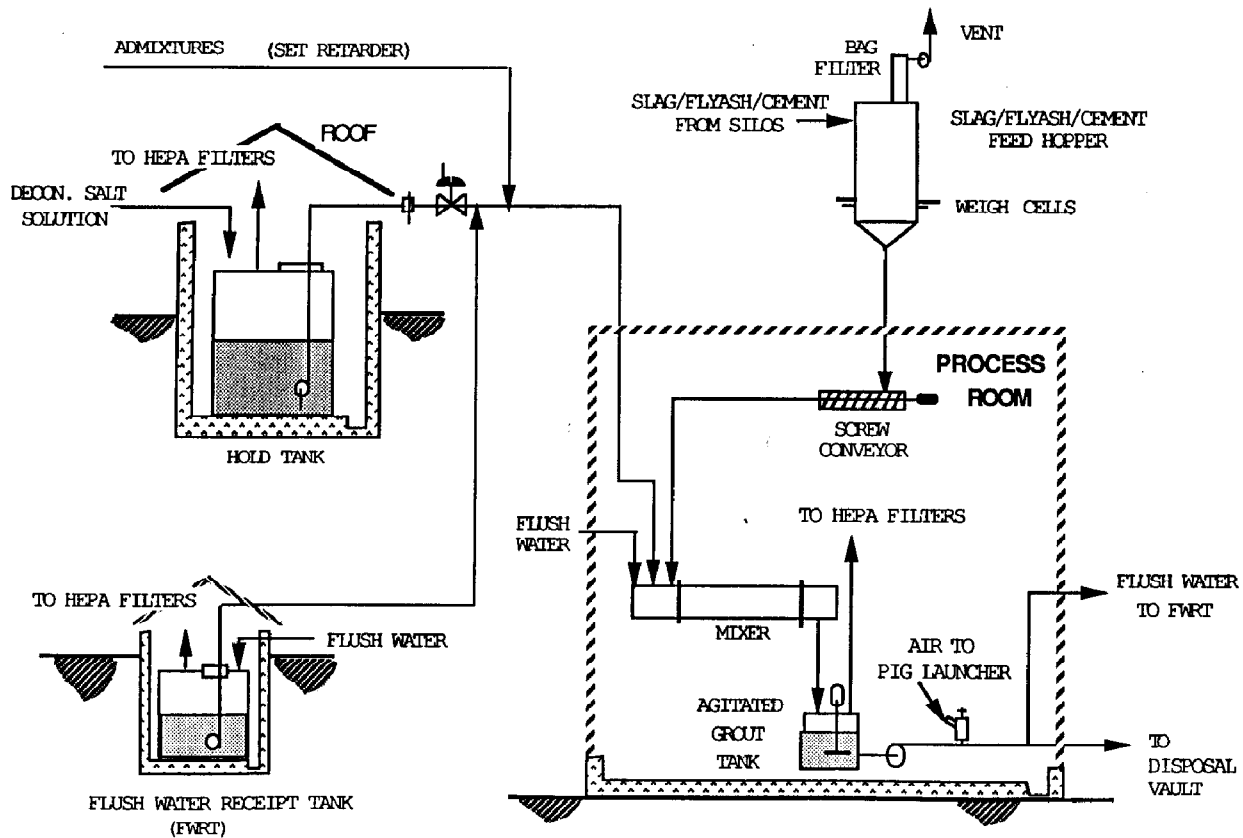 ADMIXTURES (SET RETARDER)
BAG
FILTER
VENT
SLAG/FLYASH/CEMENT
FROM SILOS
SLAG/FLYASH/CEMENT
FEED HOPPER
ROOF
TO HEPA FILTERS
DECON. SALT
SOLUTION
WEIGH CELLS
HOLD TANK
PROCESS
ROOM
SCREW
CONVEYOR
FLUSH
WATER
TO HEPA FILTERS
MIXER
FLUSH WATER
TO FWRT
TO HEPA FILTERS
FLUSH WATER
AIR TO
PIG LAUNCHER
AGITATED
GROUT
TANK
TO
DISPOSAL
VAULT
FLUSH WATER RECEIPT TANK
(FWRT)